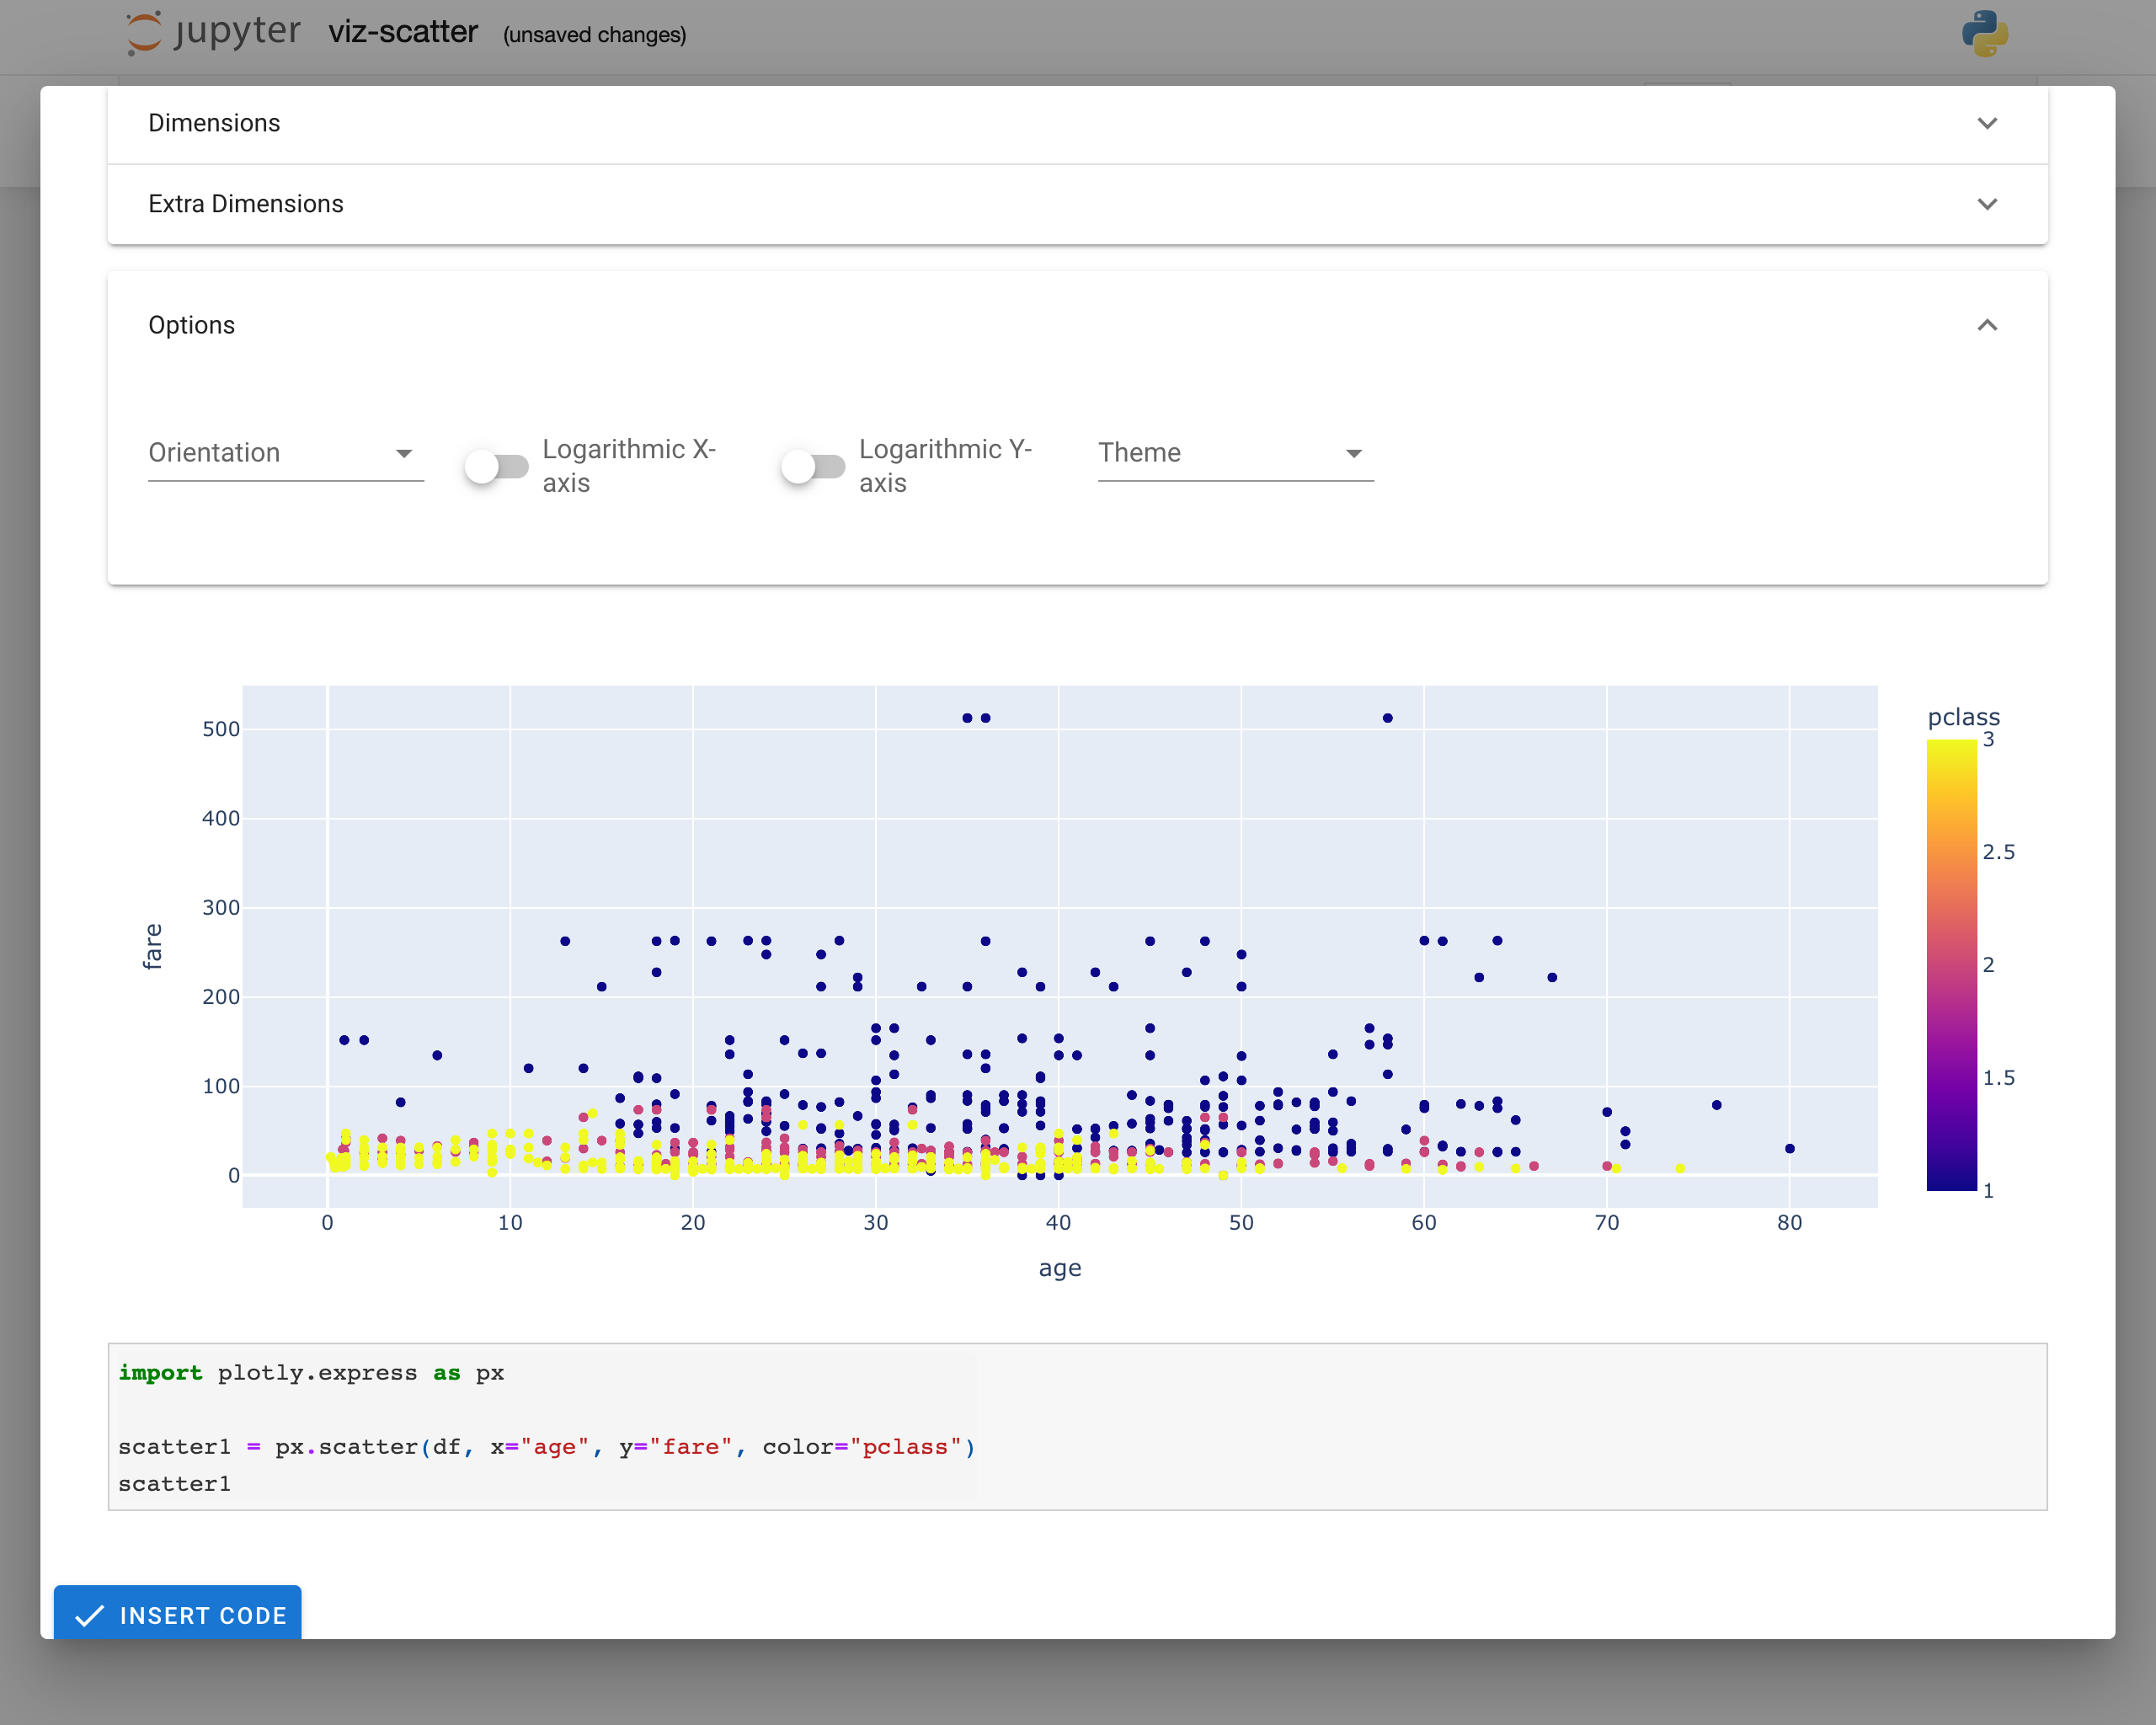 jupyter viz-scatter (unsaved changes)
Dimensions
Extra Dimensions
Options
Orientation
Logarithmic X-
axis
Logarithmic Y-
axis
Theme
500
400
300
200
100
0
fare
0 10 20 30 40 50 60 70 80
age
pclass
3
2.5
2
1.5
1
import plotly.express as px
scatter1 = px.scatter(df, x="age", y="fare", color="pclass")
scatter1
INSERT CODE